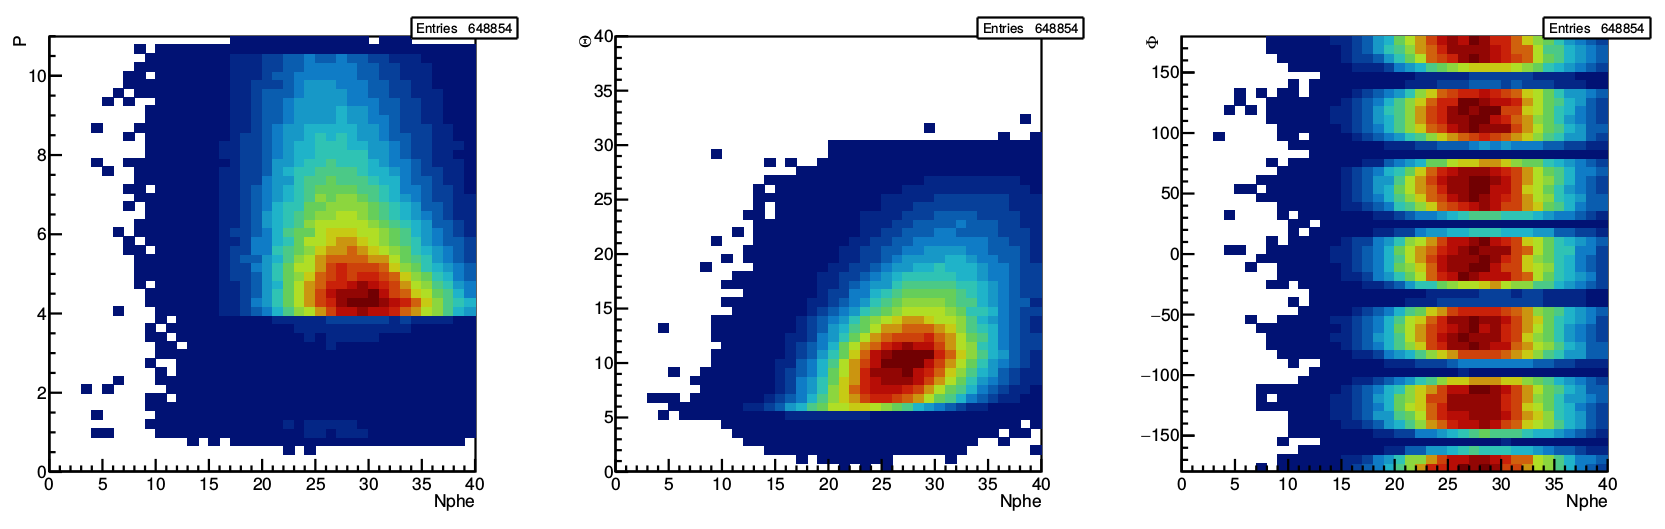 Entries 648854
P
10
8
6
4
2
0
0 5 10 15 20 25 30 35 40
Nphe
Entries 648854
Θ
40
35
30
25
20
15
10
5
0
0 5 10 15 20 25 30 35 40
Nphe
Entries 648854
Φ
150
100
50
0
−50
−100
−150
0 5 10 15 20 25 30 35 40
Nphe